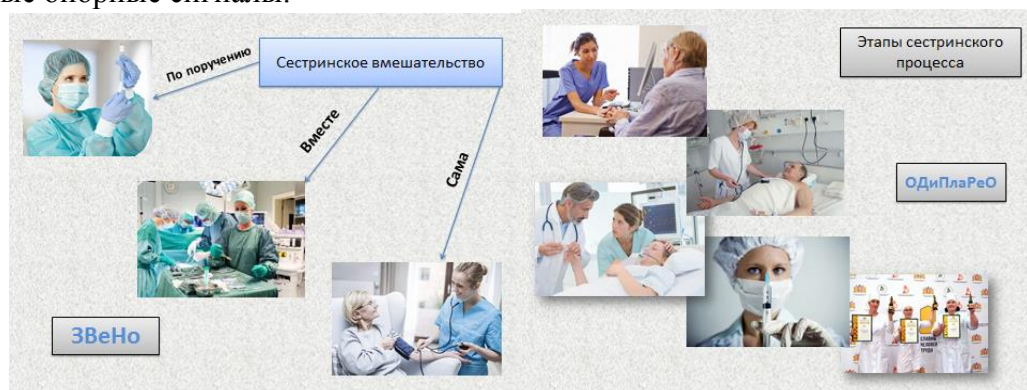 По поручению
Сестринское вмешательство
Вместе
Сама
ЗВеНо
Этапы сестринского
процесса
ОДиПлаРеО